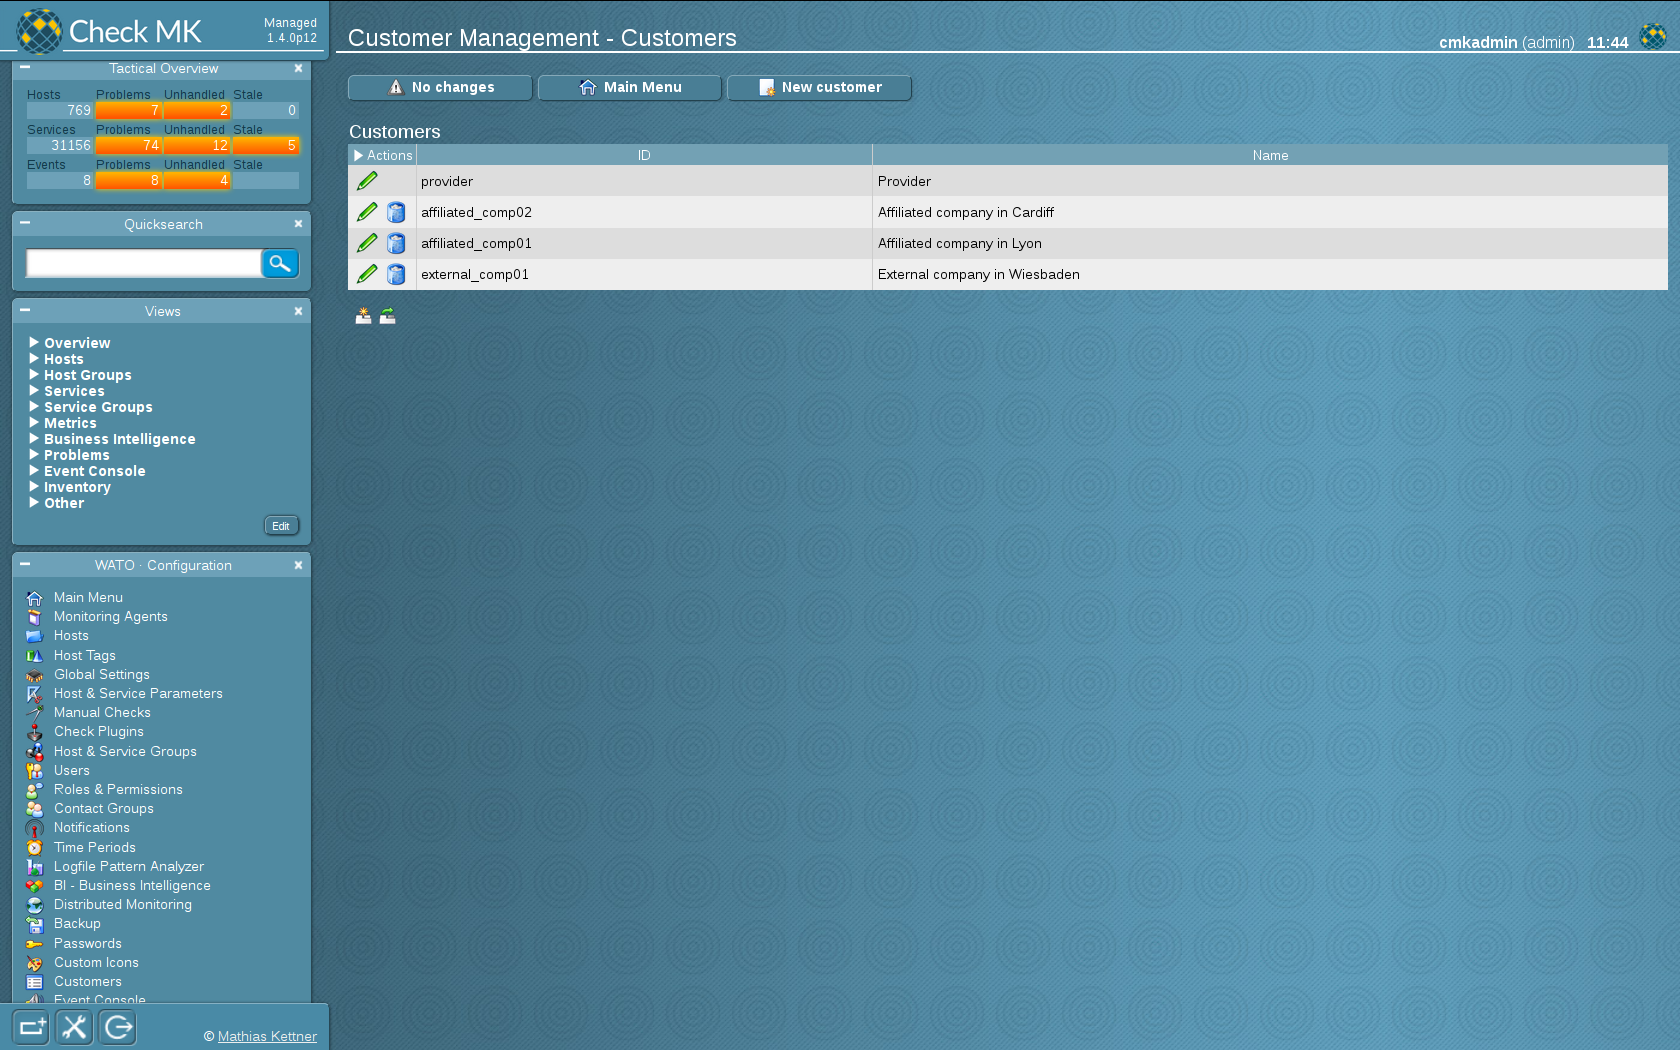 Check MK
Managed
1.4.0p12
Tactical Overview
Hosts Problems Unhandled Stale
769 7 2 0
Services Problems Unhandled Stale
31156 74 12 5
Events Problems Unhandled Stale
8 8 4
Quicksearch
Views
Overview
Hosts
Host Groups
Services
Service Groups
Metrics
Business Intelligence
Problems
Event Console
Inventory
Other
Edit
WATO · Configuration
Main Menu
Monitoring Agents
Hosts
Host Tags
Global Settings
Host & Service Parameters
Manual Checks
Check Plugins
Host & Service Groups
Users
Roles & Permissions
Contact Groups
Notifications
Time Periods
Logfile Pattern Analyzer
BI - Business Intelligence
Distributed Monitoring
Backup
Passwords
Custom Icons
Customers
Event Console
© Mathias Kettner
Customer Management - Customers
cmkadmin (admin) 11:44
No changes Main Menu New customer
Customers
Actions ID Name
provider Provider
affiliated_comp02 Affiliated company in Cardiff
affiliated_comp01 Affiliated company in Lyon
external_comp01 External company in Wiesbaden